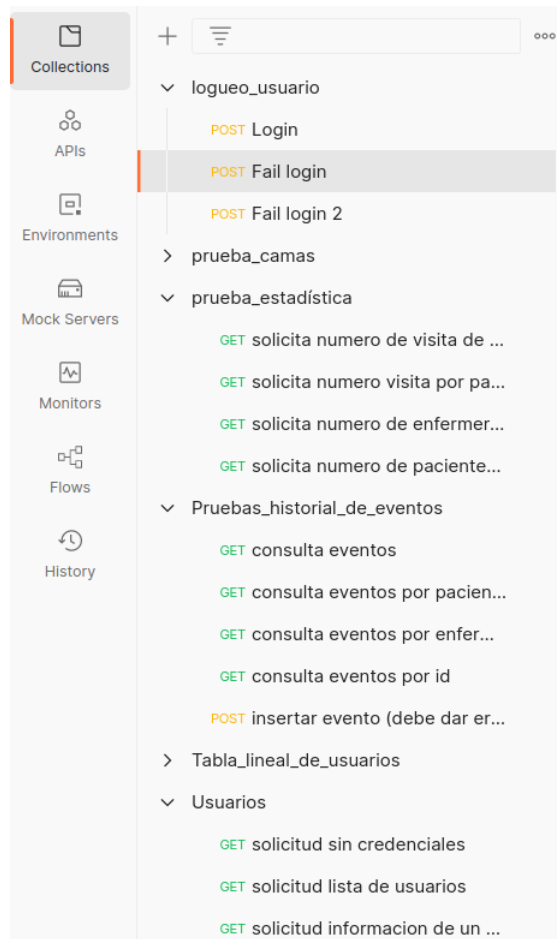 Collections
APIs
Environments
Mock Servers
Monitors
Flows
History
logueo_usuario
POST Login
POST Fail login
POST Fail login 2
prueba_camas
prueba_estadística
GET solicita numero de visita de ...
GET solicita numero visita por pa...
GET solicita numero de enfermer...
GET solicita numero de paciente...
Pruebas_historial_de_eventos
GET consulta eventos
GET consulta eventos por pacien...
GET consulta eventos por enfer...
GET consulta eventos por id
POST insertar evento (debe dar er...
Tabla_lineal_de_usuarios
Usuarios
GET solicitud sin credenciales
GET solicitud lista de usuarios
GET solicitud informacion de un ...